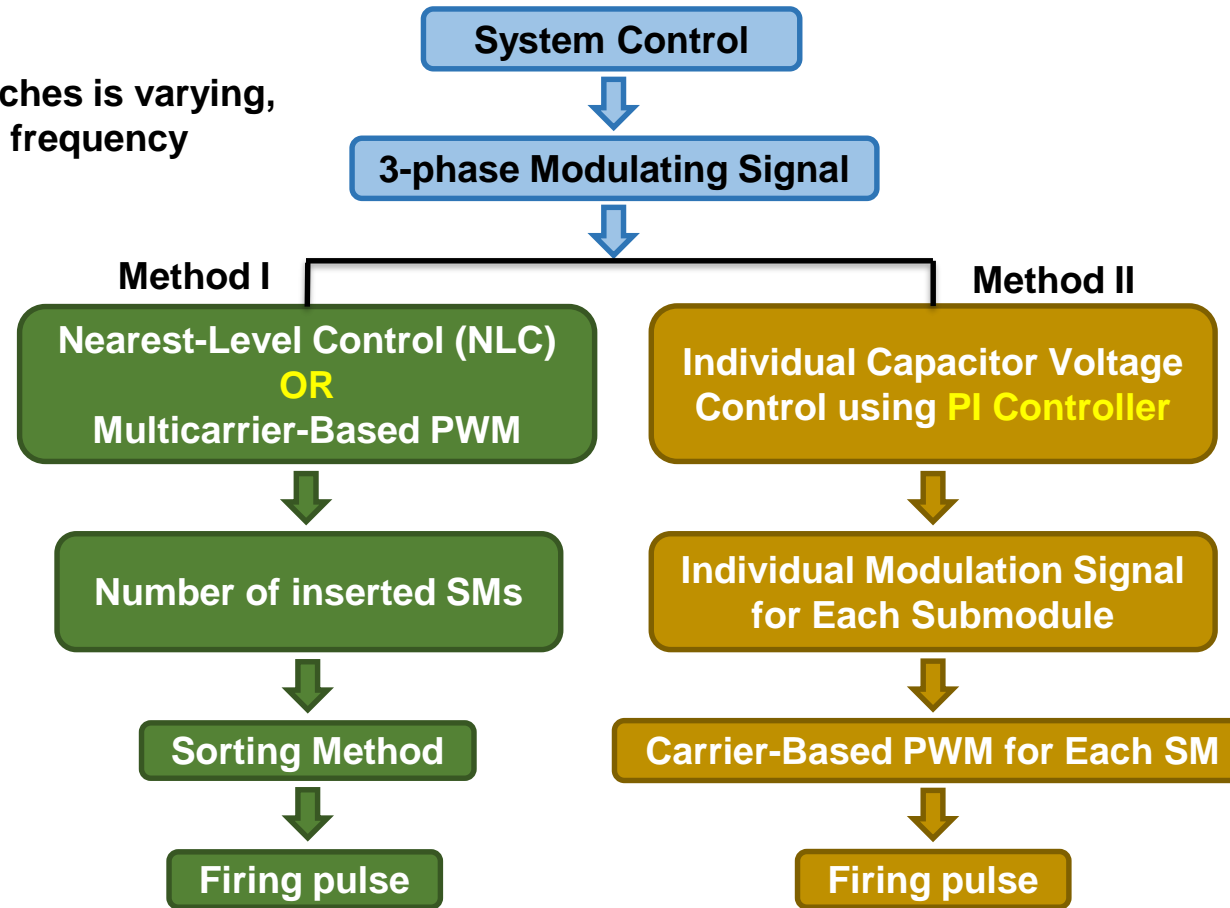 System Control
ches is varying,
frequency
3-phase Modulating Signal
Method I
Method II
Nearest-Level Control (NLC)
OR
Multicarrier-Based PWM
Individual Capacitor Voltage
Control using PI Controller
Number of inserted SMs
Individual Modulation Signal
for Each Submodule
Sorting Method
Carrier-Based PWM for Each SM
Firing pulse
Firing pulse